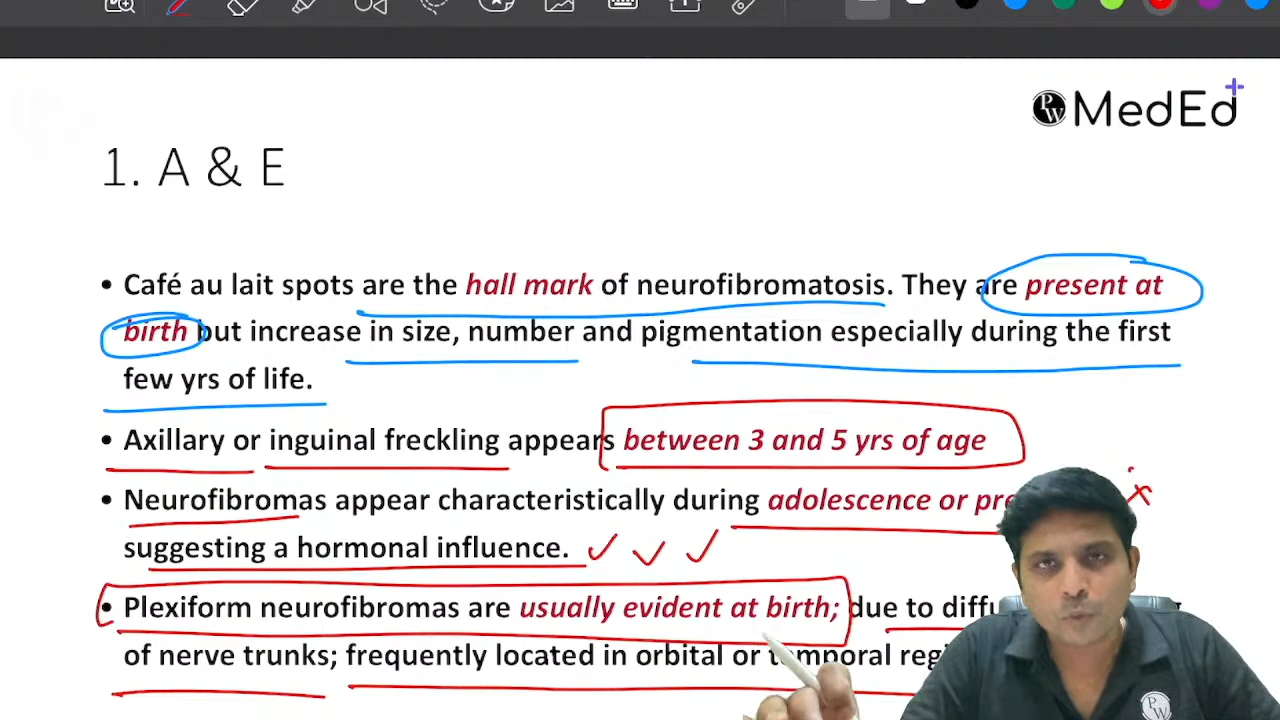 PW MedEd
1. A & E
• Café au lait spots are the hall mark of neurofibromatosis. They are present at
birth but increase in size, number and pigmentation especially during the first
few yrs of life.
• Axillary or inguinal freckling appears between 3 and 5 yrs of age
• Neurofibromas appear characteristically during adolescence or
suggesting a hormonal influence.
• Plexiform neurofibromas are usually evident at birth; due to
of nerve trunks; frequently located in orbital or temporal
PW